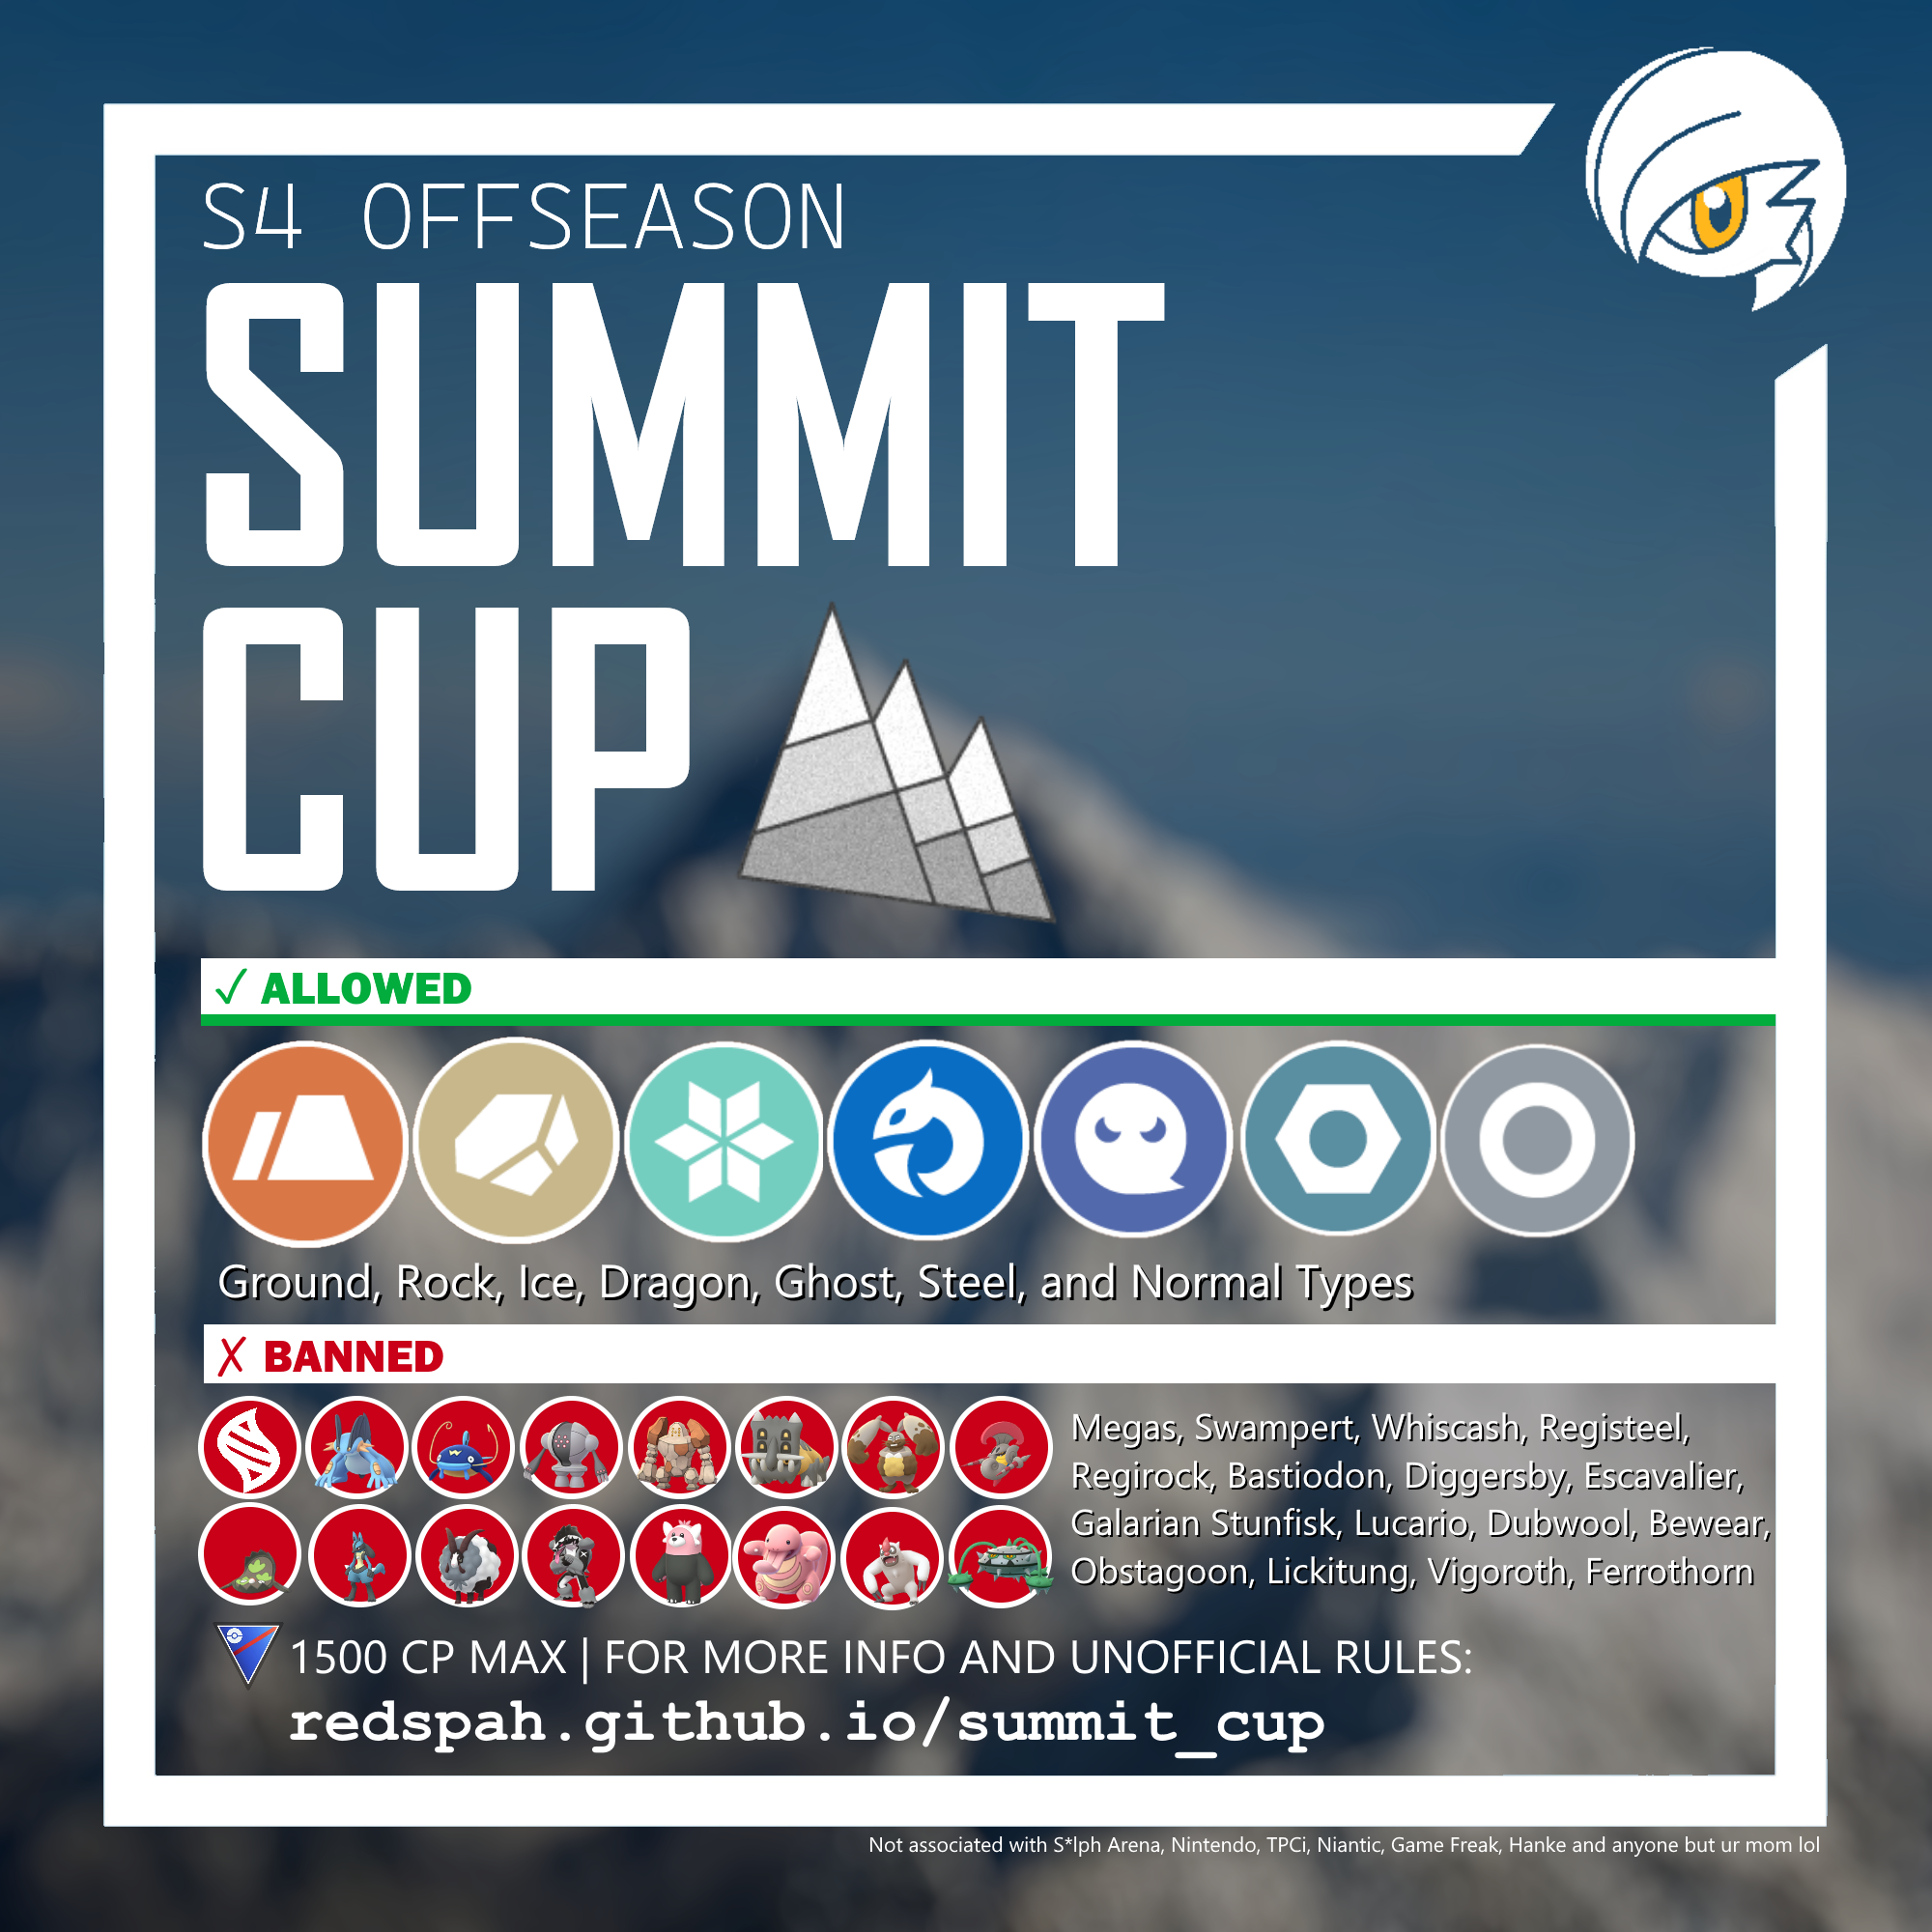 S4 OFFSEASON
SUMMIT
CUP
✓ ALLOWED
Ground, Rock, Ice, Dragon, Ghost, Steel, and Normal Types
✗ BANNED
Megas, Swampert, Whiscash, Registeel,
Regirock, Bastiodon, Diggersby, Escavalier,
Galarian Stunfisk, Lucario, Dubwool, Bewear,
Obstagoon, Lickitung, Vigoroth, Ferrothorn
1500 CP MAX | FOR MORE INFO AND UNOFFICIAL RULES:
redspah.github.io/summit_cup
Not associated with S*lph Arena, Nintendo, TPCi, Niantic, Game Freak, Hanke and anyone but ur mom lol